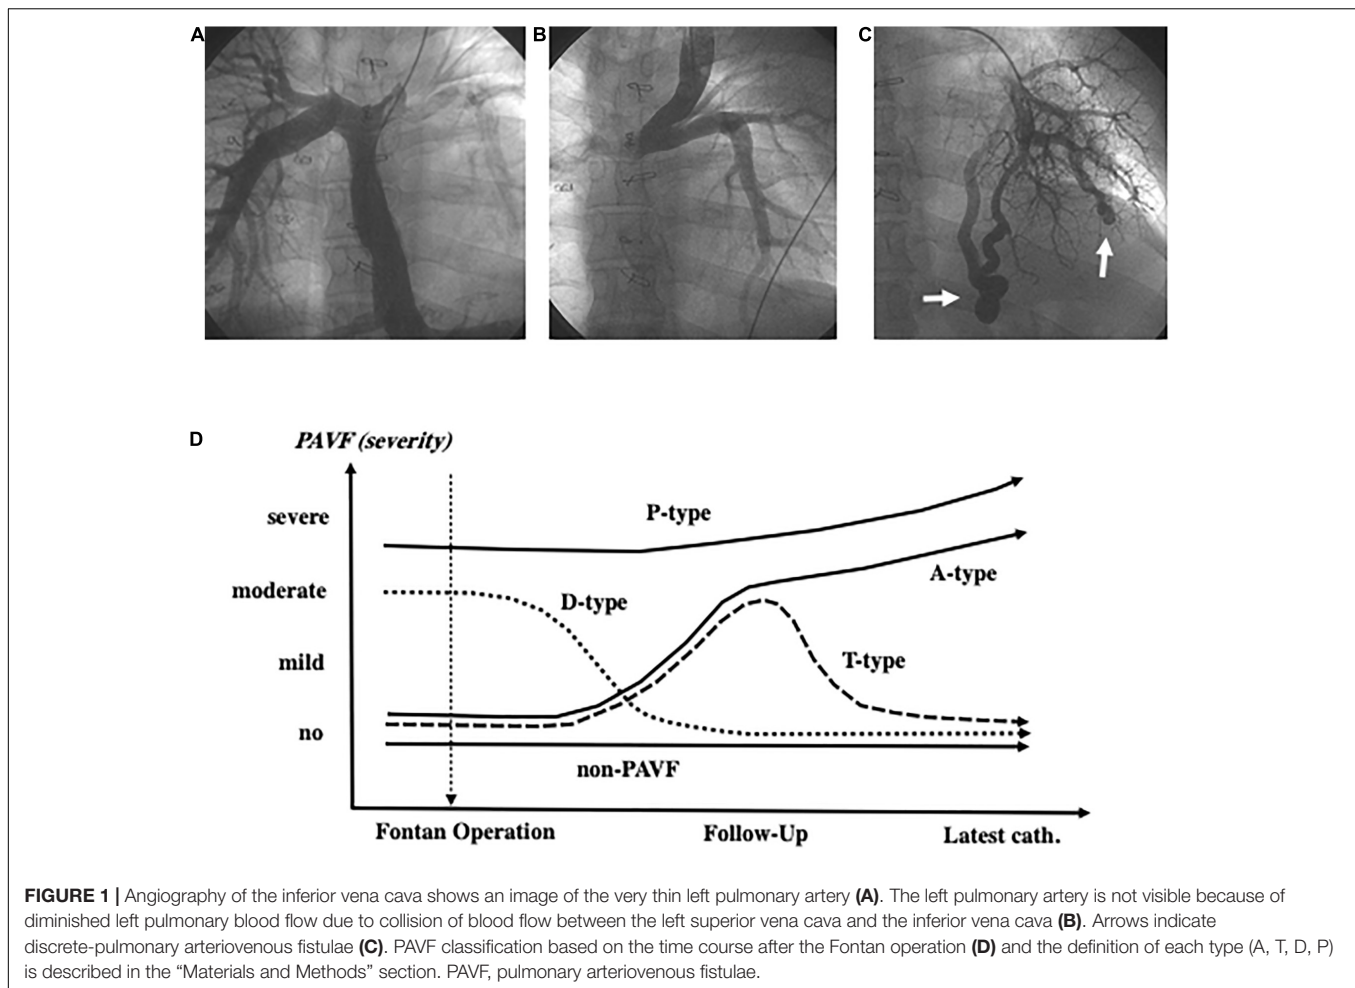 A
B
C
D
PAVF (severity)
severe
P-type
moderate
A-type
D-type
mild
T-type
no
non-PAVF
Fontan Operation
Follow-Up
Latest cath.
FIGURE 1 | Angiography of the inferior vena cava shows an image of the very thin left pulmonary artery (A). The left pulmonary artery is not visible because of
diminished left pulmonary blood flow due to collision of blood flow between the left superior vena cava and the inferior vena cava (B). Arrows indicate
discrete-pulmonary arteriovenous fistulae (C). PAVF classification based on the time course after the Fontan operation (D) and the definition of each type (A, T, D, P)
is described in the “Materials and Methods” section. PAVF, pulmonary arteriovenous fistulae.